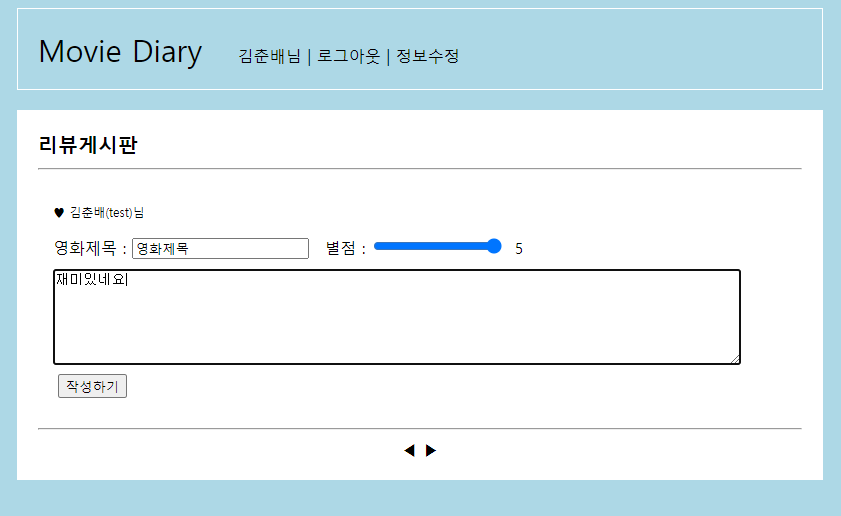 Movie Diary 김춘배님 | 로그아웃 | 정보수정
리뷰게시판
♥ 김춘배(test)님
영화제목 : 영화제목 별점 : 5
재미있네요
작성하기
◀ ▶